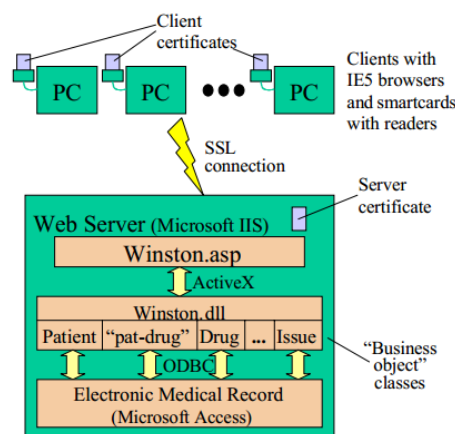 Client
certificates
PC
PC
PC
Clients with
IE5 browsers
and smartcards
with readers
SSL
connection
Server
certificate
Web Server (Microsoft IIS)
Winston.asp
ActiveX
Winston.dll
Patient "pat-drug" Drug ... Issue
ODBC
"Business
object"
classes
Electronic Medical Record
(Microsoft Access)